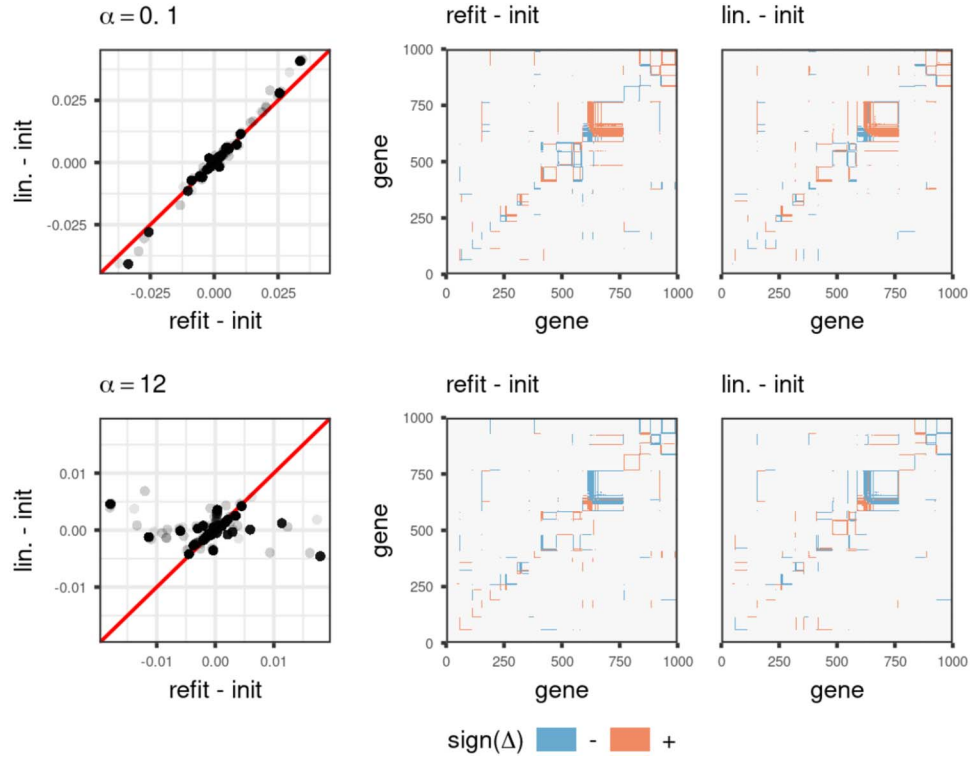 α = 0. 1
refit - init
lin. - init
0.025
0.000
-0.025
lin. - init
-0.025 0.000 0.025
refit - init
1000
750
500
250
0
gene
0 250 500 750 1000
gene
0 250 500 750 1000
gene
α = 12
refit - init
lin. - init
0.01
0.00
-0.01
lin. - init
-0.01 0.00 0.01
refit - init
1000
750
500
250
0
gene
0 250 500 750 1000
gene
0 250 500 750 1000
gene
sign(Δ) - +